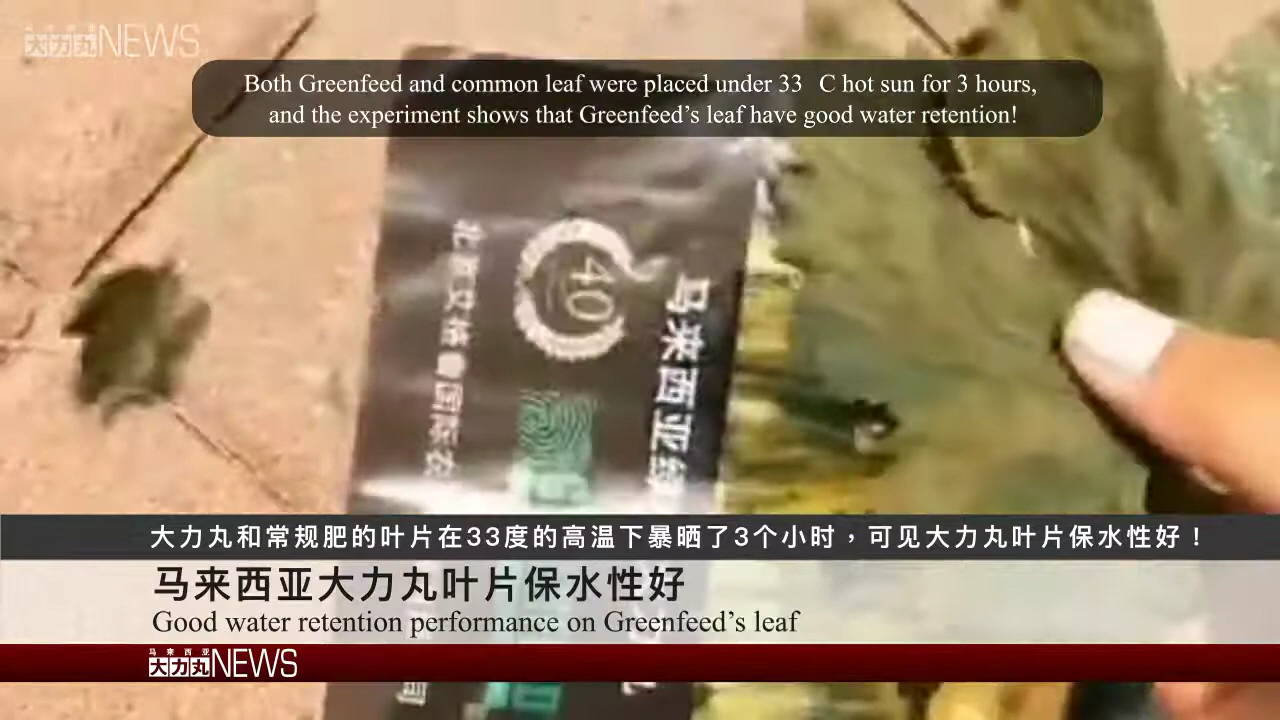 马来西亚
大力丸NEWS
Both Greenfeed and common leaf were placed under 33 C hot sun for 3 hours,
and the experiment shows that Greenfeed's leaf have good water retention!
40
马来西亚
大力丸和常规肥的叶片在33度的高温下暴晒了3个小时，可见大力丸叶片保水性好！
马来西亚大力丸叶片保水性好
Good water retention performance on Greenfeed's leaf
马来西亚
大力丸NEWS